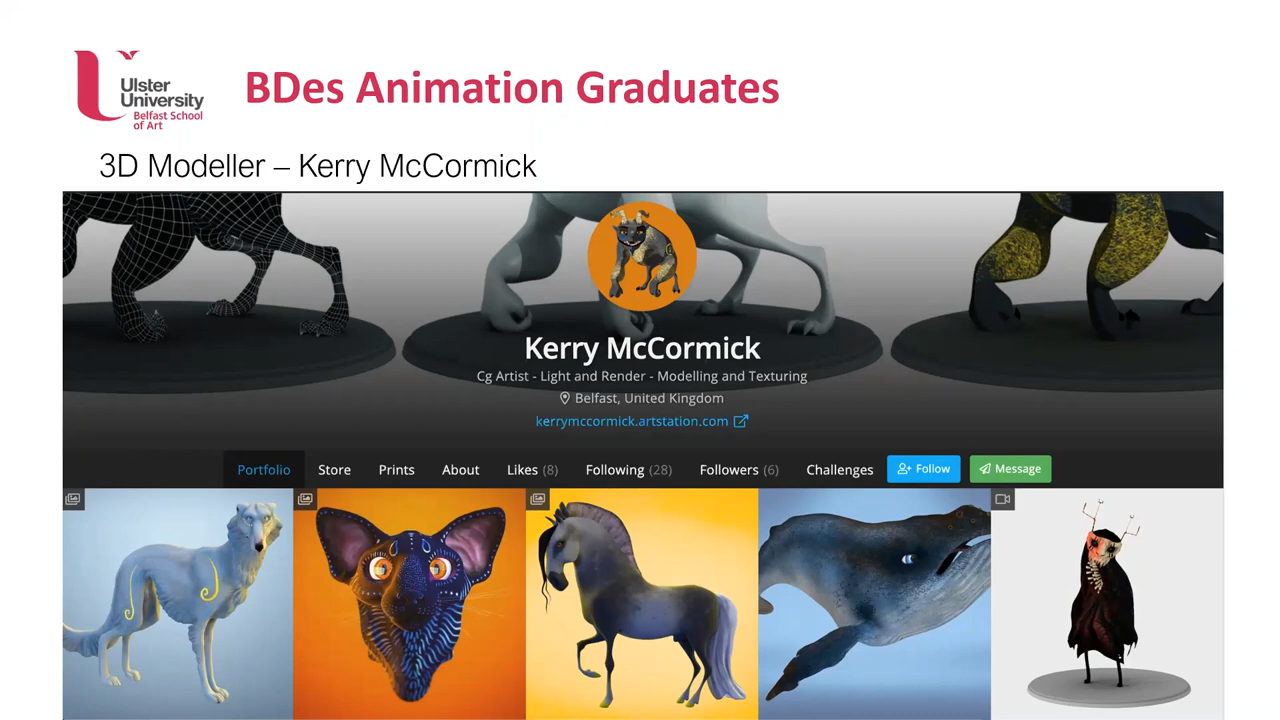 Ulster
University
Belfast School
of Art
BDes Animation Graduates
3D Modeller – Kerry McCormick
Kerry McCormick
Cg Artist - Light and Render - Modelling and Texturing
Belfast, United Kingdom
kerrymccormick.artstation.com
Portfolio Store Prints About Likes (8) Following (28) Followers (6) Challenges Follow Message